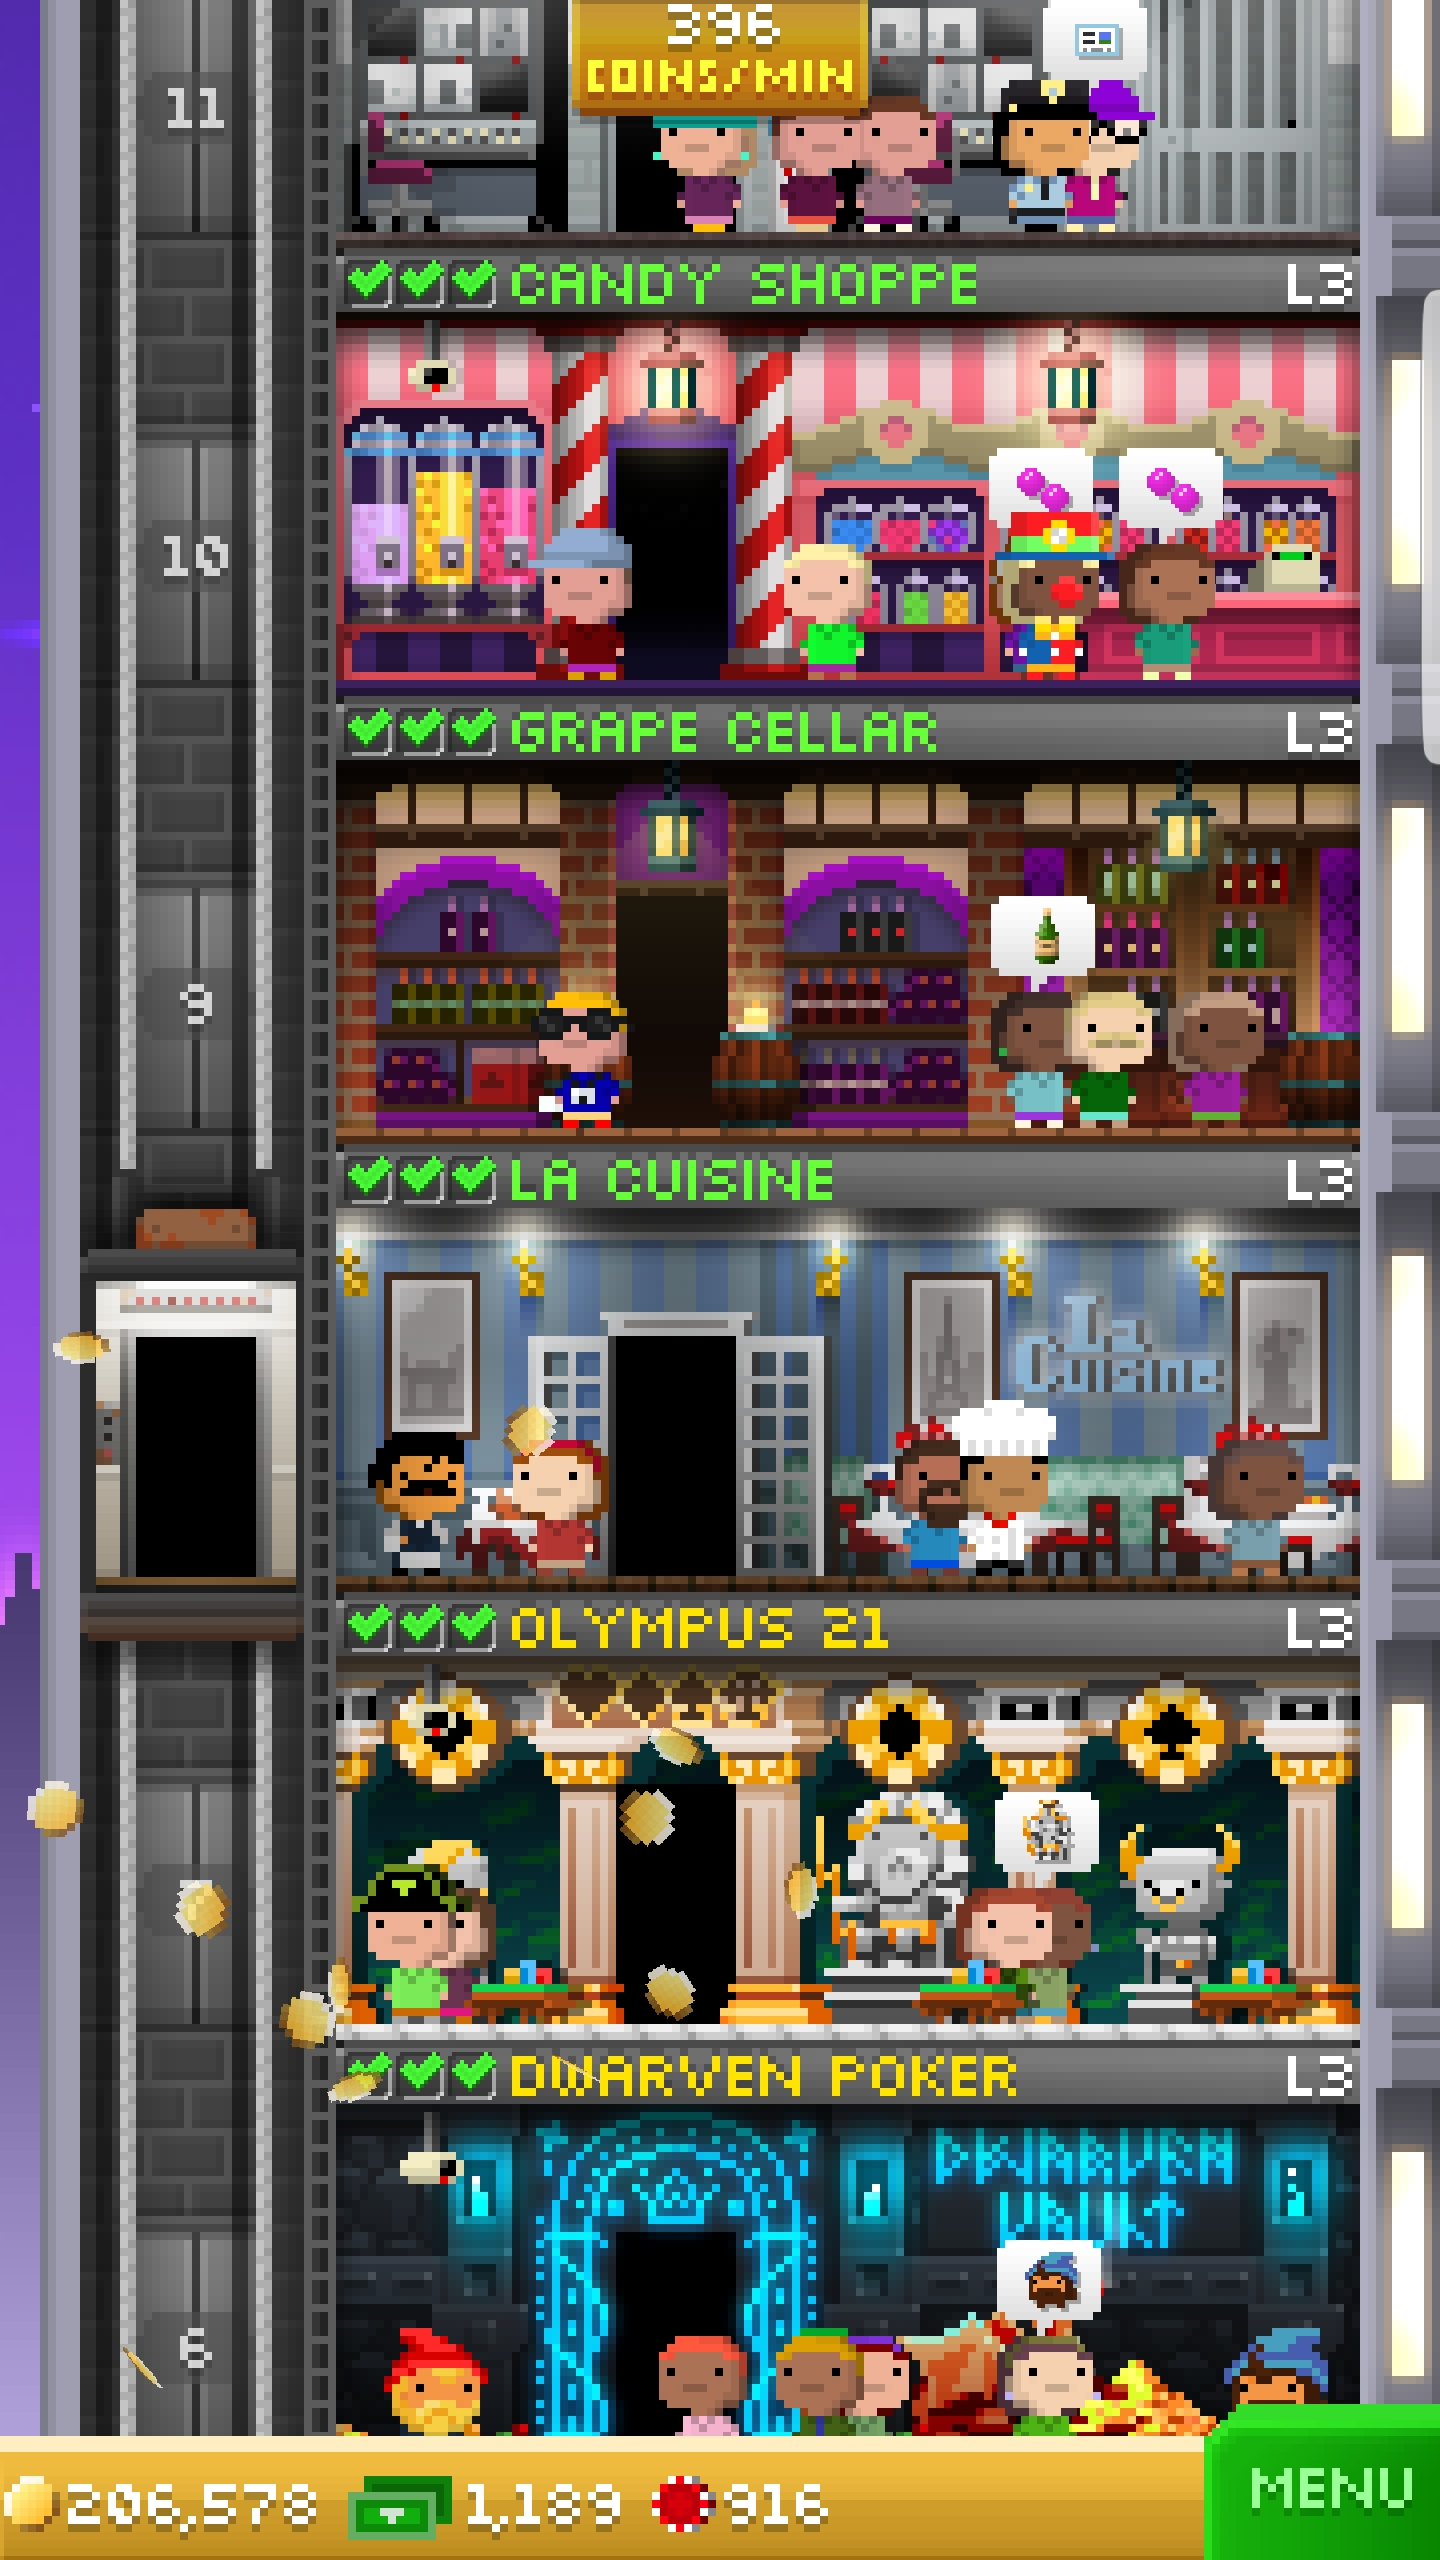 396
COINS/MIN
11
CANDY SHOPPE L3
10
GRAPE CELLAR L3
9
LA CUISINE L3
La
Cuisine
OLYMPUS 21 L3
DWARVEN POKER L3
DWARVEN
VAULT
6
206,578 1,189 916
MENU